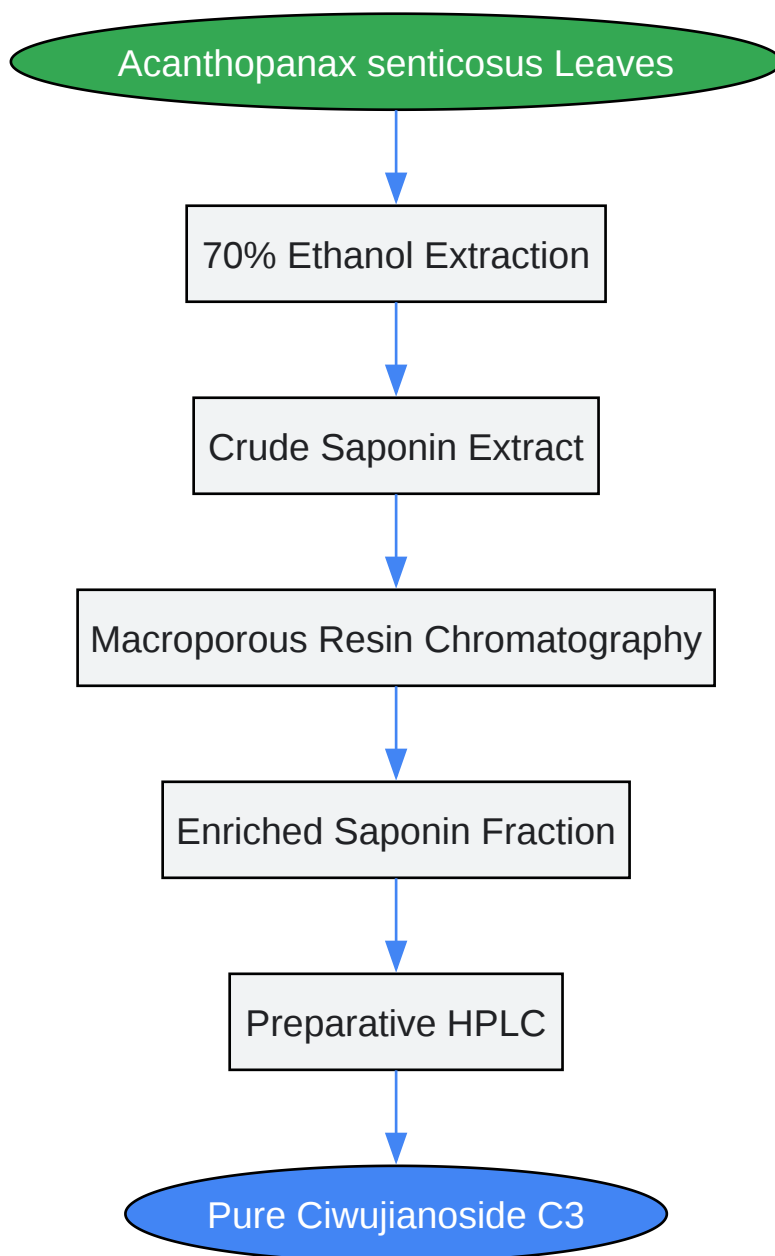 Acanthopanax senticosus Leaves
70% Ethanol Extraction
Crude Saponin Extract
Macroporous Resin Chromatography
Enriched Saponin Fraction
Preparative HPLC
Pure Ciwujianoside C3